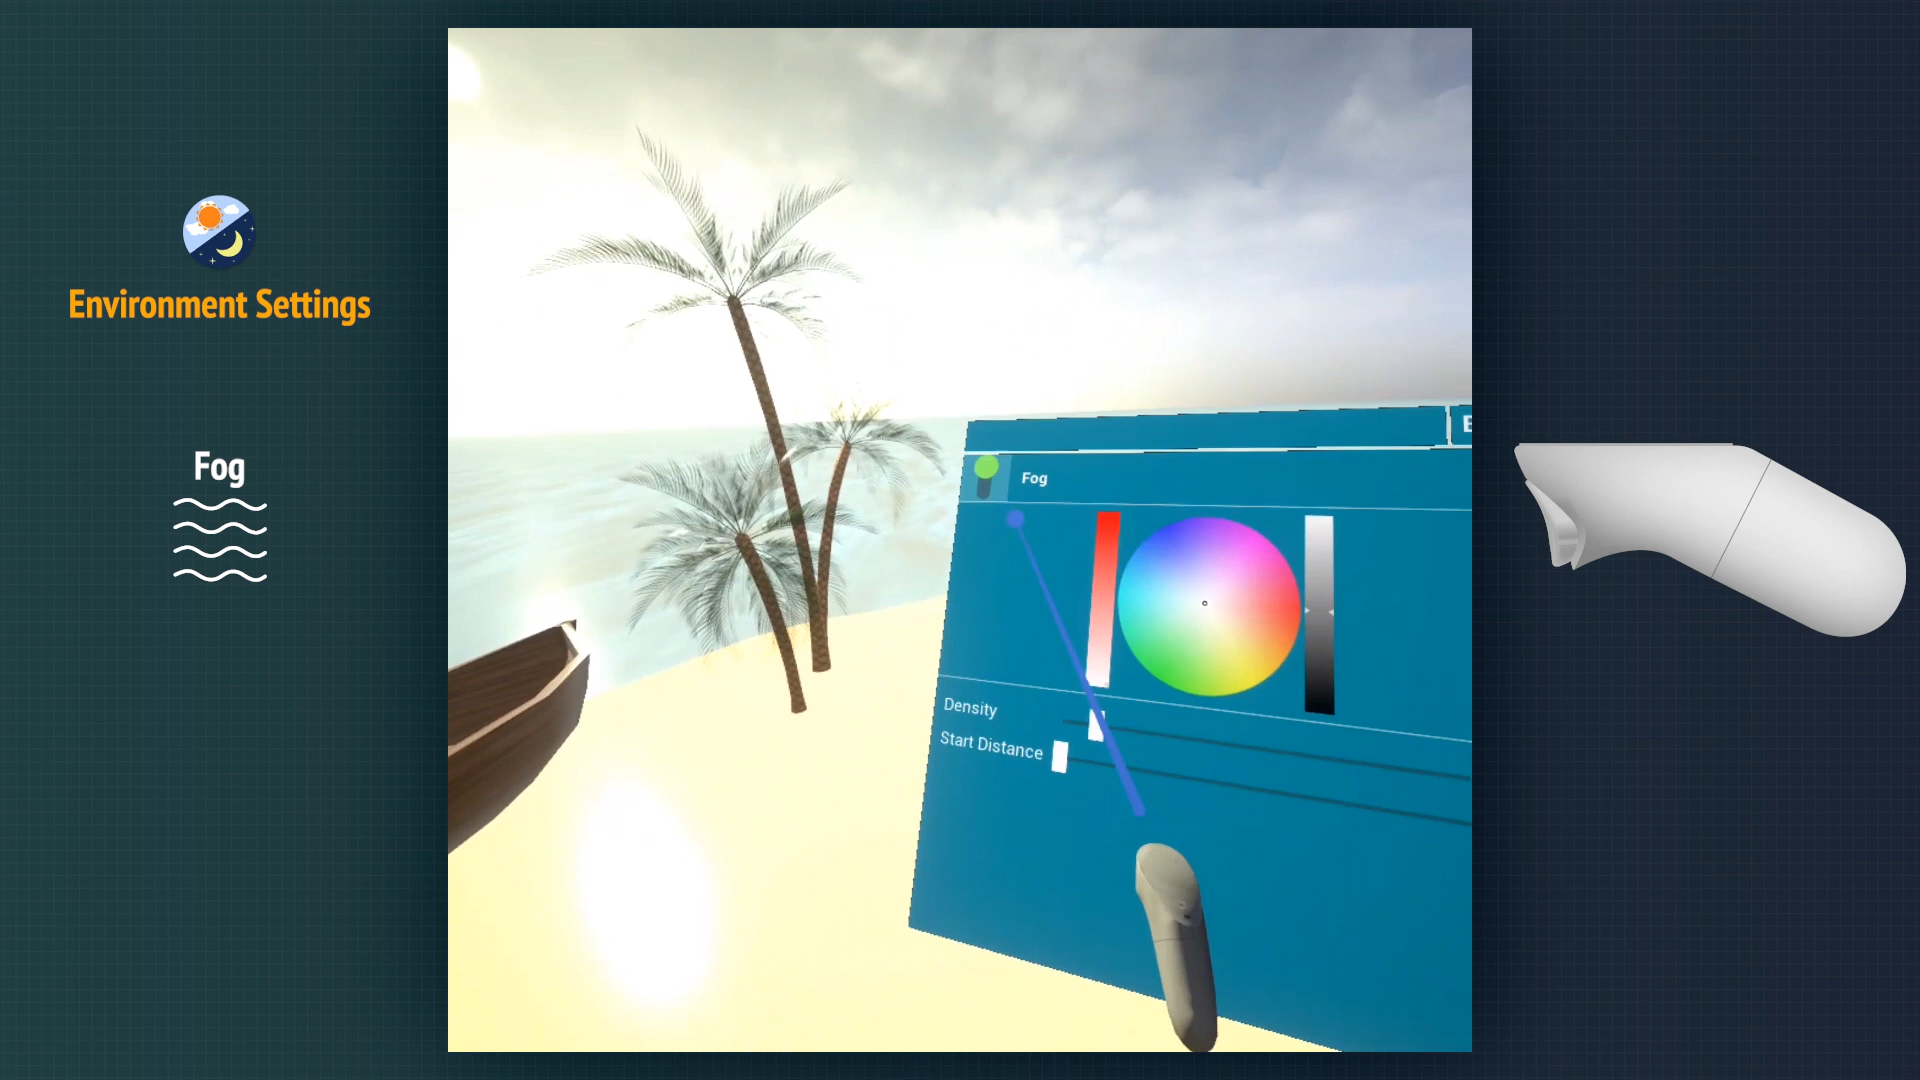 Environment Settings
Fog
Fog
Density
Start Distance